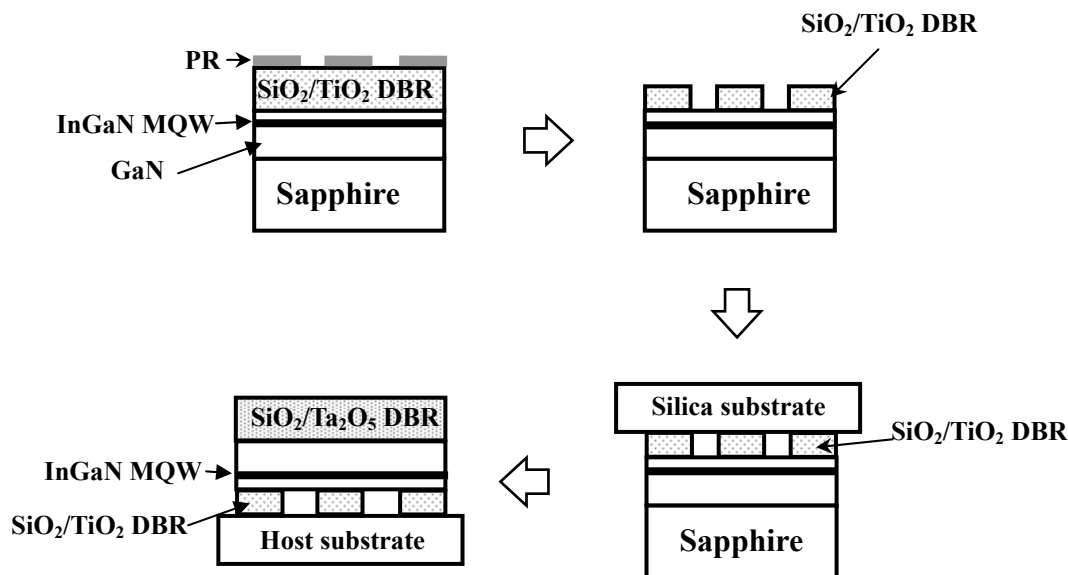 PR
SiO₂/TiO₂ DBR
InGaN MQW
GaN
Sapphire
SiO₂/TiO₂ DBR
Sapphire
SiO₂/Ta₂O₅ DBR
InGaN MQW
SiO₂/TiO₂ DBR
Host substrate
Silica substrate
SiO₂/TiO₂ DBR
Sapphire